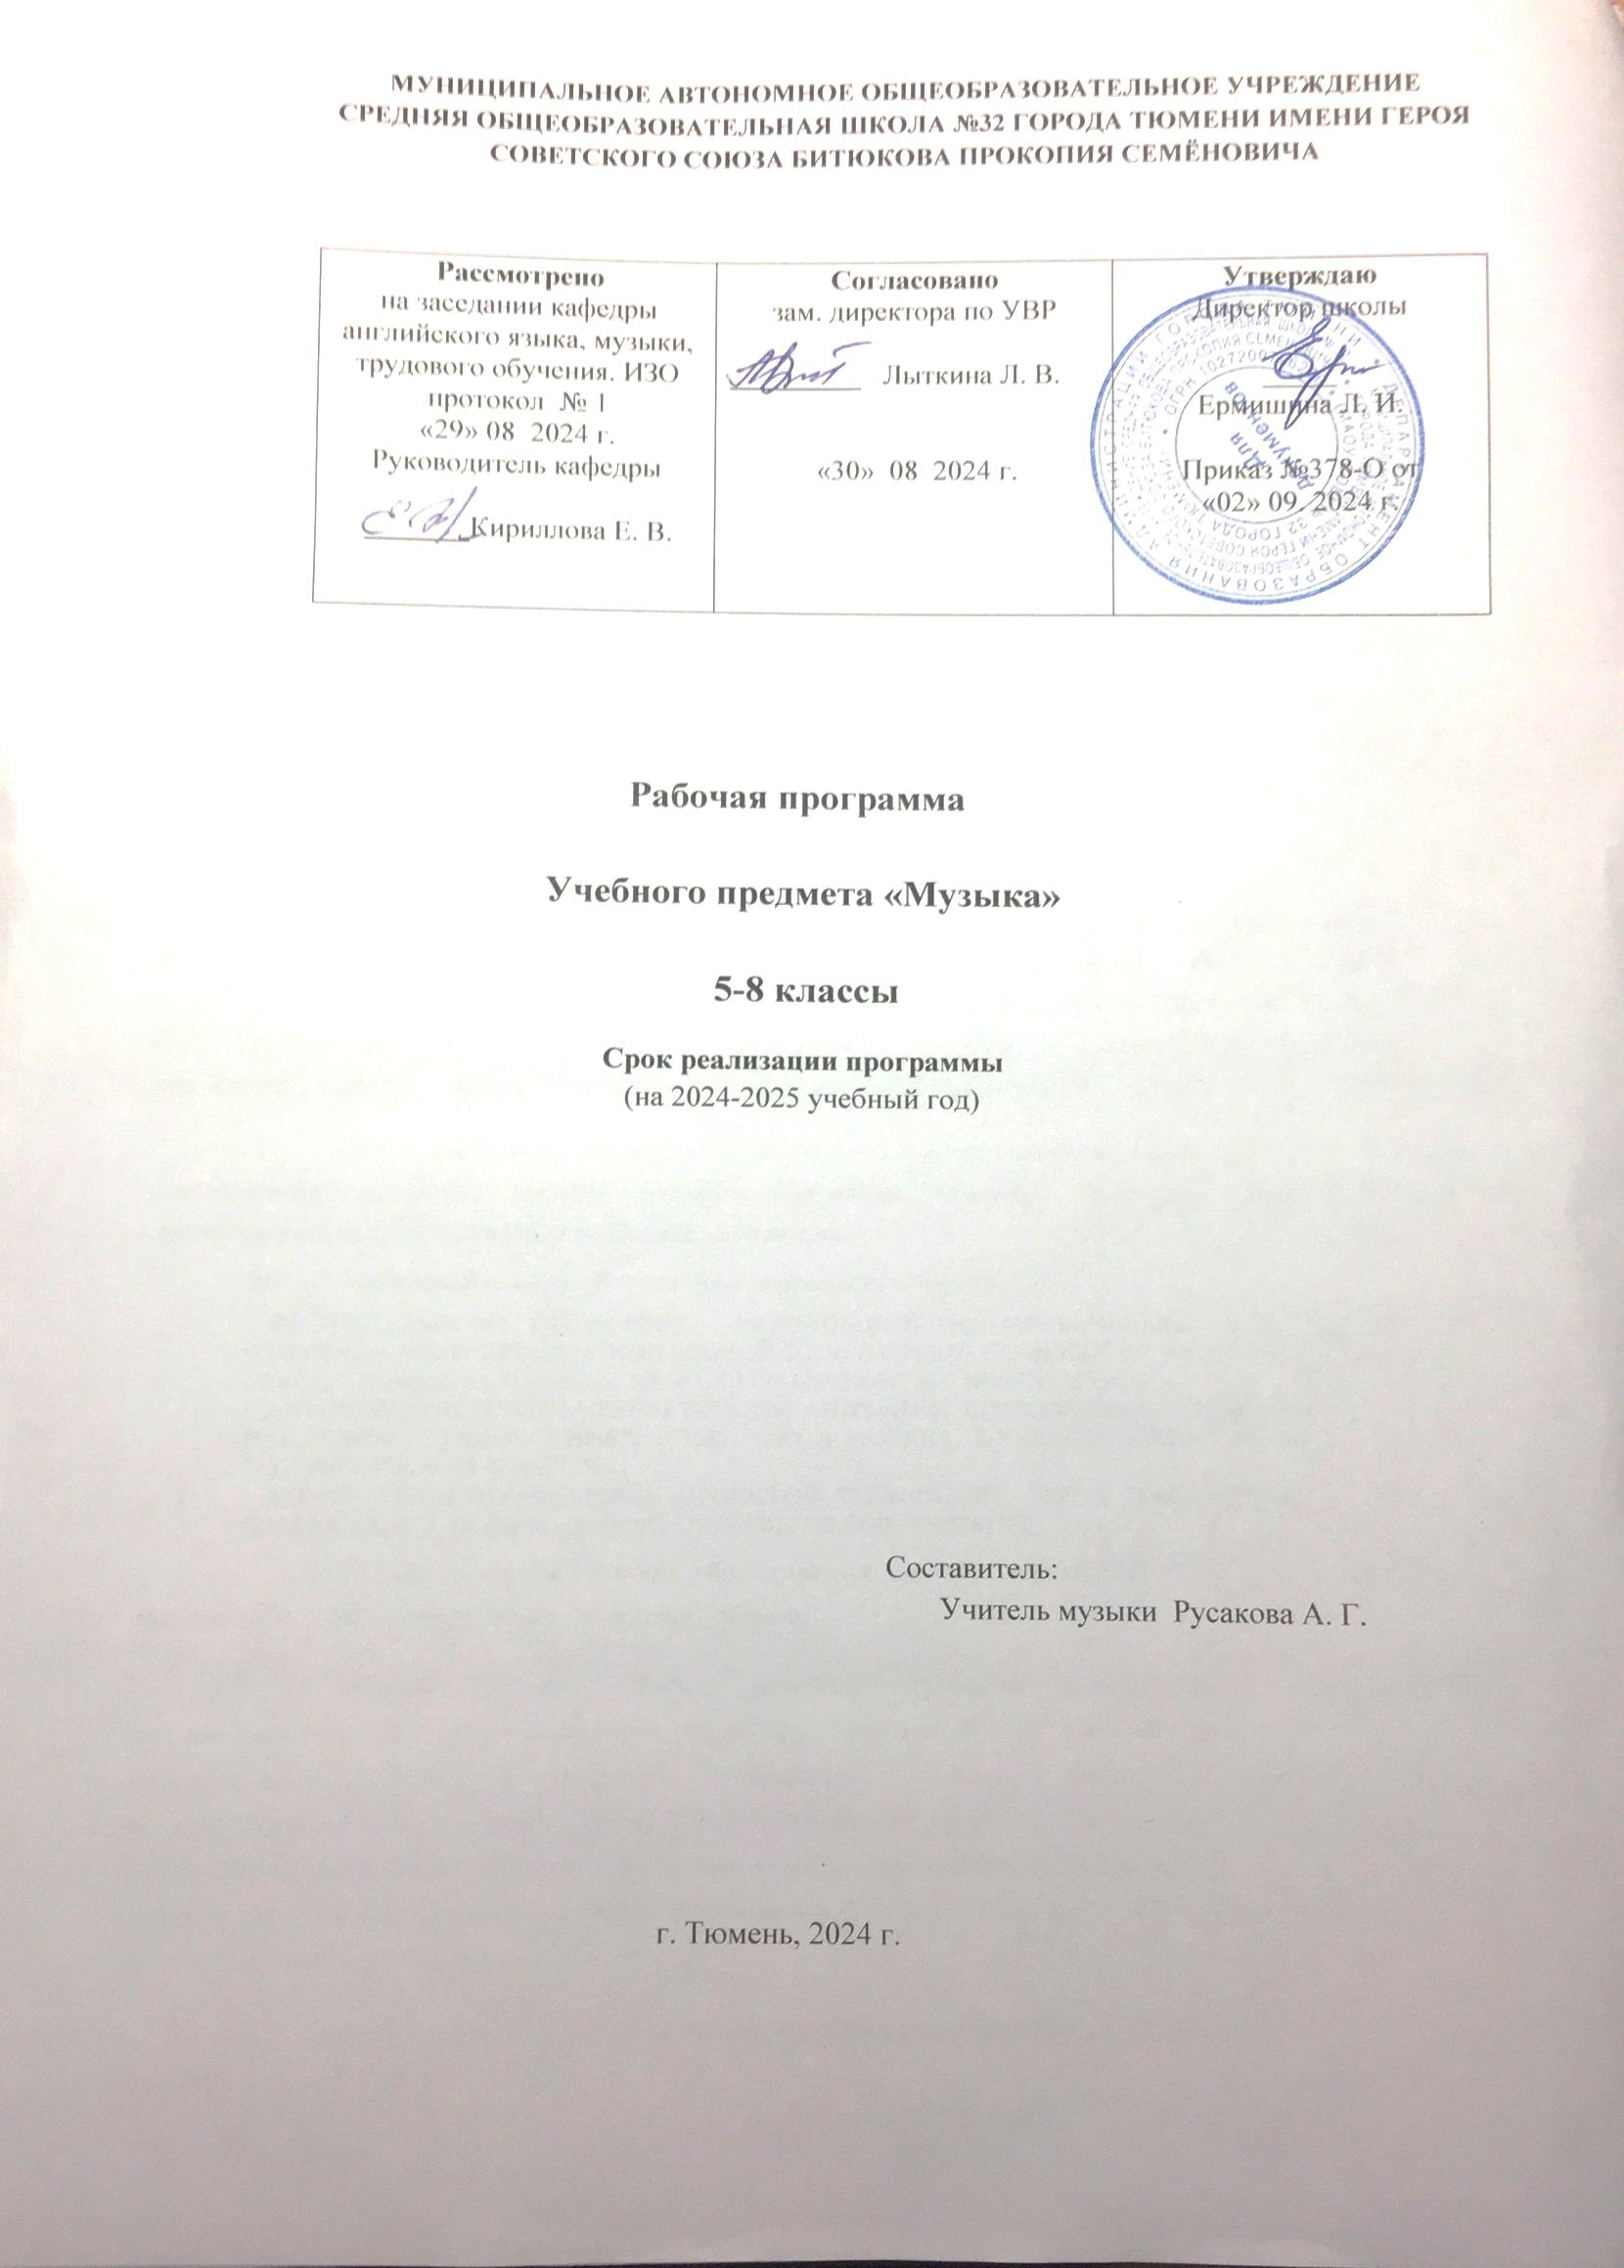 МУНИЦИПАЛЬНОЕ АВТОНОМНОЕ ОБЩЕОБРАЗОВАТЕЛЬНОЕ УЧРЕЖДЕНИЕ
СРЕДНЯЯ ОБЩЕОБРАЗОВАТЕЛЬНАЯ ШКОЛА №32 ГОРОДА ТЮМЕНИ ИМЕНИ ГЕРОЯ
СОВЕТСКОГО СОЮЗА БИТЮКОВА ПРОКОПИЯ СЕМЁНОВИЧА
Рассмотрено
на заседании кафедры
английского языка, музыки,
трудового обучения. ИЗО
протокол № 1
«29» 08 2024 г.
Руководитель кафедры
Кириллова Е. В.
Согласовано
зам. директора по УВР
Лыткина Л. В.
«30» 08 2024 г.
Утверждаю
Директор школы
Ермишина Л. И.
Приказ №378-О от
«02» 09. 2024 г.
Для
документов
Рабочая программа
Учебного предмета «Музыка»
5-8 классы
Срок реализации программы
(на 2024-2025 учебный год)
Составитель:
Учитель музыки Русакова А. Г.
г. Тюмень, 2024 г.